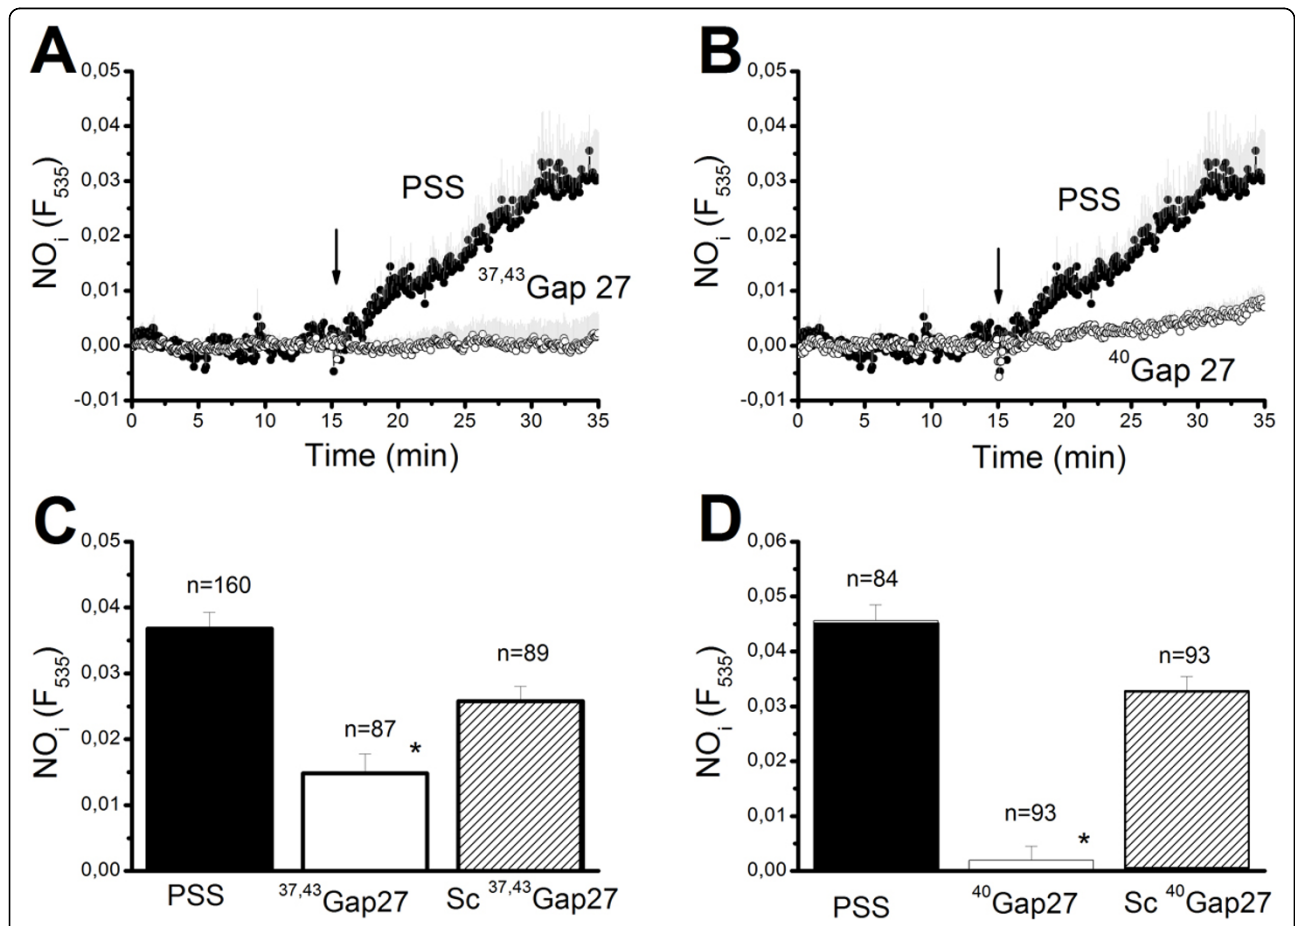 A
0,05
0,04
0,03
0,02
0,01
0,00
-0,01
NOi (F535)
PSS
37,43Gap 27
0 5 10 15 20 25 30 35
Time (min)
B
0,05
0,04
0,03
0,02
0,01
0,00
-0,01
NOi (F535)
PSS
40Gap 27
0 5 10 15 20 25 30 35
Time (min)
C
0,05
0,04
0,03
0,02
0,01
0,00
NOi (F535)
n=160
n=87
*
n=89
PSS 37,43Gap27 Sc 37,43Gap27
D
0,06
0,05
0,04
0,03
0,02
0,01
0,00
NOi (F535)
n=84
n=93
*
n=93
PSS 40Gap27 Sc 40Gap27